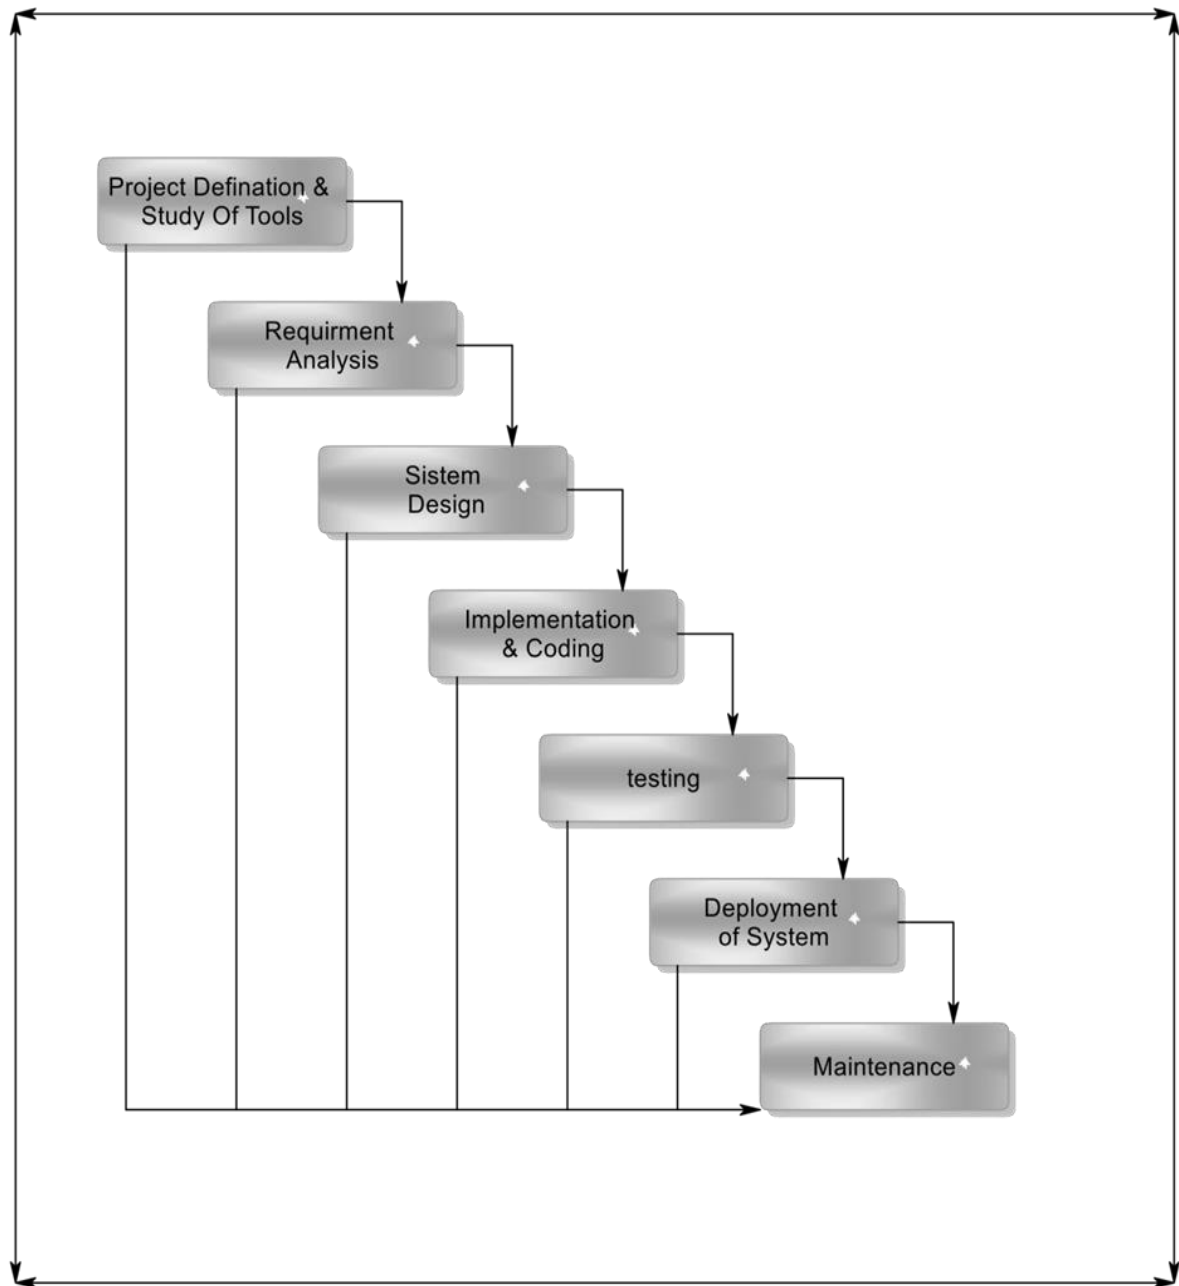 Project Defination &
Study Of Tools
Requirment
Analysis
Sistem
Design
Implementation
& Coding
testing
Deployment
of System
Maintenance